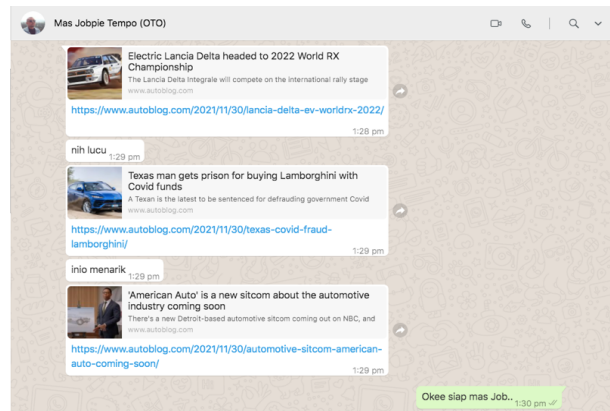 Mas Jobpie Tempo (OTO)
Electric Lancia Delta headed to 2022 World RX
Championship
The Lancia Delta Integrale will compete on the international rally stage
www.autoblog.com
https://www.autoblog.com/2021/11/30/lancia-delta-ev-worldrx-2022/
1:28 pm
nih lucu
1:29 pm
Texas man gets prison for buying Lamborghini with
Covid funds
A Texan is the latest to be sentenced for defrauding government Covid
www.autoblog.com
https://www.autoblog.com/2021/11/30/texas-covid-fraud-
lamborghini/
1:29 pm
inio menarik
1:29 pm
'American Auto' is a new sitcom about the automotive
industry coming soon
There's a new Detroit-based automotive sitcom coming out on NBC, and
www.autoblog.com
https://www.autoblog.com/2021/11/30/automotive-sitcom-american-
auto-coming-soon/
1:29 pm
Okee siap mas Job..
1:30 pm